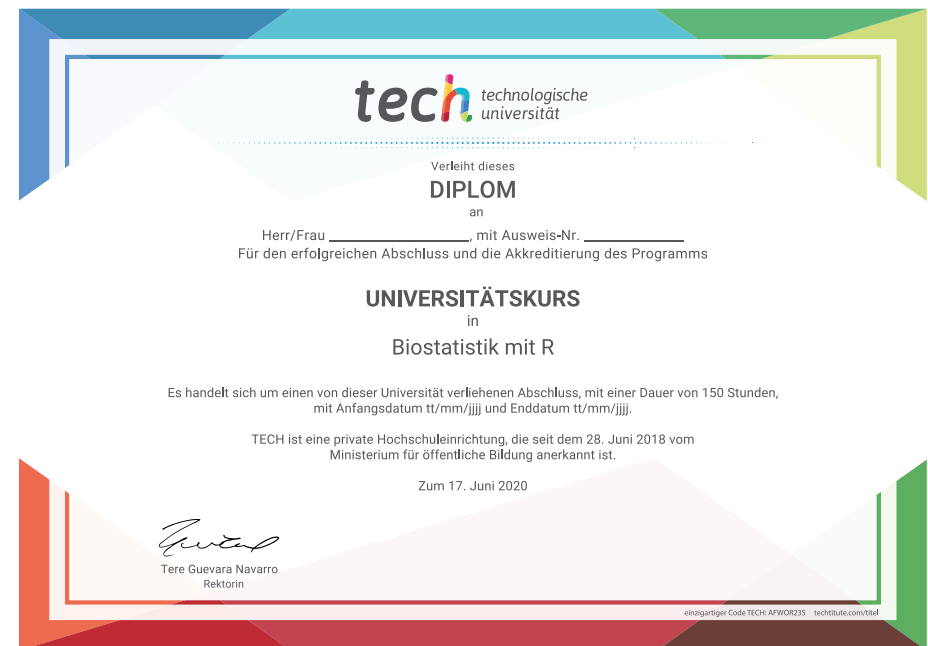 tech technologische
universität
Verleiht dieses
DIPLOM
an
Herr/Frau ____________________, mit Ausweis-Nr. ______________
Für den erfolgreichen Abschluss und die Akkreditierung des Programms
UNIVERSITÄTSKURS
in
Biostatistik mit R
Es handelt sich um einen von dieser Universität verliehenen Abschluss, mit einer Dauer von 150 Stunden,
mit Anfangsdatum tt/mm/jjjj und Enddatum tt/mm/jjjj.
TECH ist eine private Hochschuleinrichtung, die seit dem 28. Juni 2018 vom
Ministerium für öffentliche Bildung anerkannt ist.
Zum 17. Juni 2020
Tere Guevara Navarro
Rektorin
einzigartiger Code TECH: AFWOR23S techtitute.com/titel